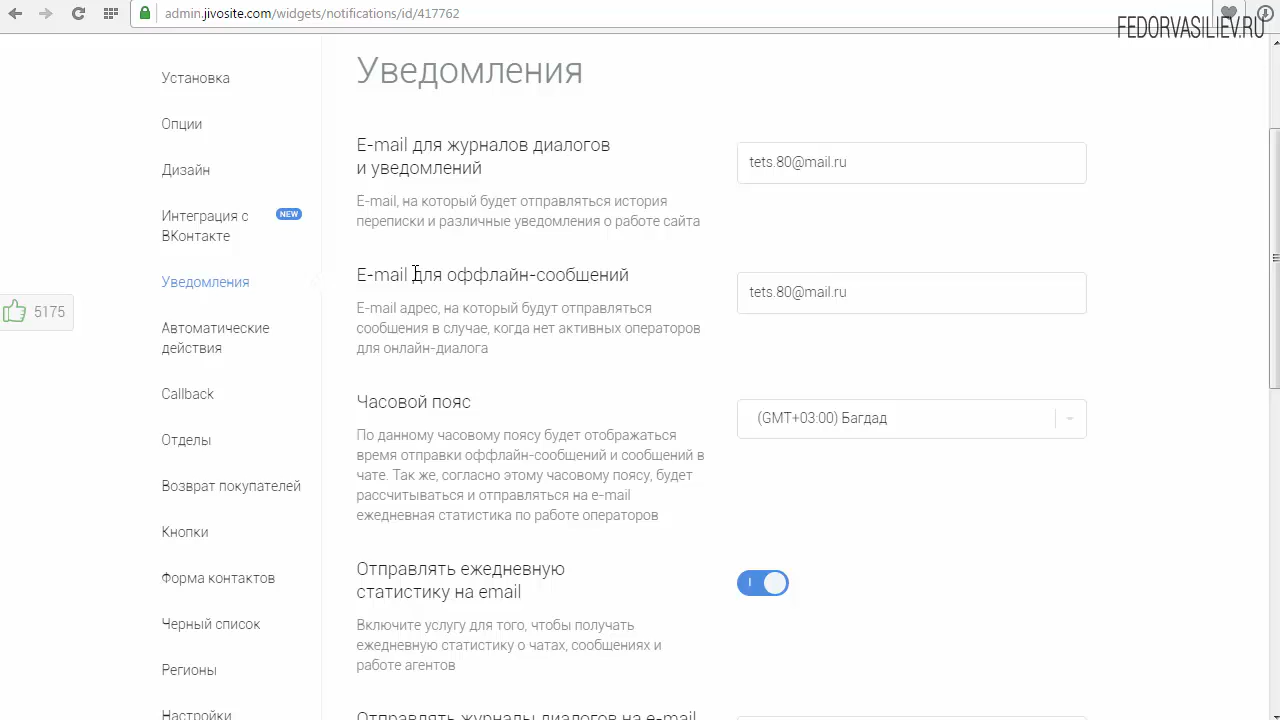 admin.jivosite.com/widgets/notifications/id/417762
FEDORVASILIEV.RU
Установка
Опции
Дизайн
Интеграция с
ВКонтакте
NEW
Уведомления
Автоматические
действия
Callback
Отделы
Возврат покупателей
Кнопки
Форма контактов
Черный список
Регионы
Настройки
5175
Уведомления
E-mail для журналов диалогов
и уведомлений
E-mail, на который будет отправляться история
переписки и различные уведомления о работе сайта
tets.80@mail.ru
E-mail для оффлайн-сообщений
E-mail адрес, на который будут отправляться
сообщения в случае, когда нет активных операторов
для онлайн-диалога
tets.80@mail.ru
Часовой пояс
По данному часовому поясу будет отображаться
время отправки оффлайн-сообщений и сообщений в
чате. Так же, согласно этому часовому поясу, будет
рассчитываться и отправляться на e-mail
ежедневная статистика по работе операторов
(GMT+03:00) Багдад
Отправлять ежедневную
статистику на email
Включите услугу для того, чтобы получать
ежедневную статистику о чатах, сообщениях и
работе агентов
Отправлять журналы диалогов на e-mail